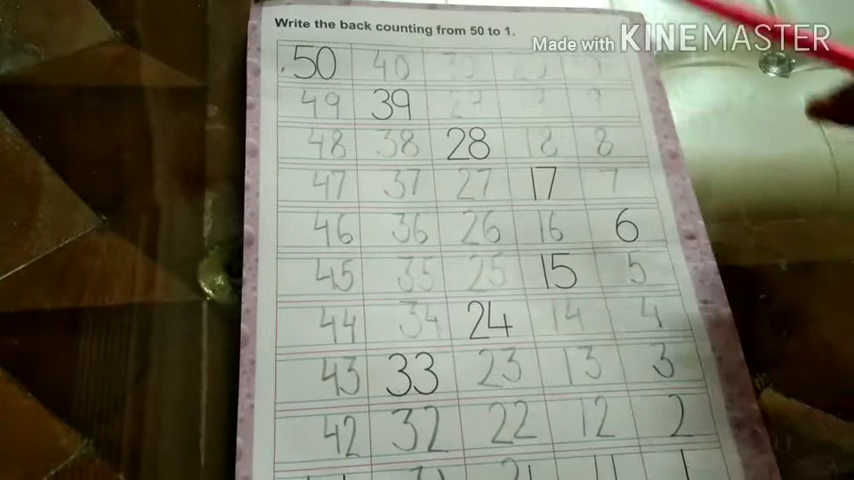 Write the back counting from 50 to 1.
Made with KINEMASTER
50 40
49 39 29
48 38 28 18 8
47 37 27 17 7
46 36 26 16 6
45 35 25 15 5
44 34 24 14 4
43 33 23 13 3
42 32 22 12 2